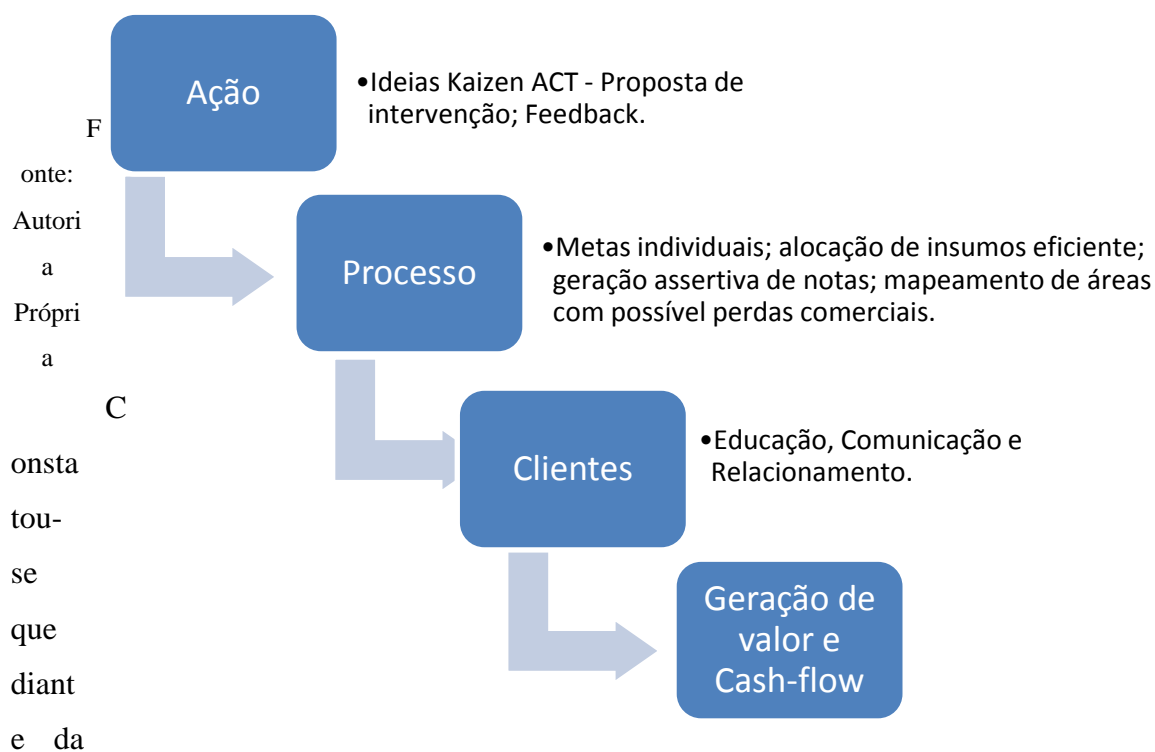 Ação
•Ideias Kaizen ACT - Proposta de
intervenção; Feedback.
F
onte:
Autori
a
Própri
a
Processo
•Metas individuais; alocação de insumos eficiente;
geração assertiva de notas; mapeamento de áreas
com possível perdas comerciais.
Clientes
•Educação, Comunicação e
Relacionamento.
Geração de
valor e
Cash-flow
C
onsta
tou-
se
que
diant
e da